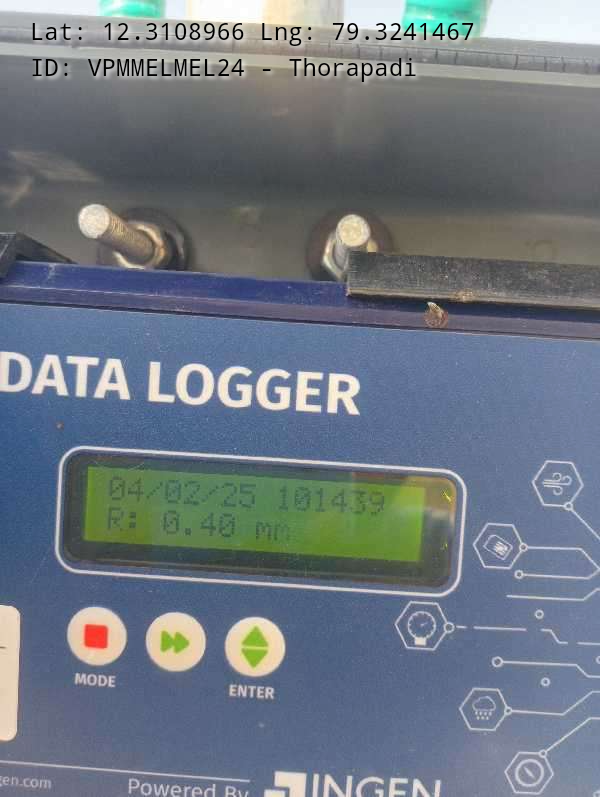 Lat: 12.3108966 Lng: 79.3241467
ID: VPMMELMEL24 - Thorapadi
DATA LOGGER
04/02/25 101439
R: 0.40 mm
MODE
ENTER
gen.com
Powered By
INGEN